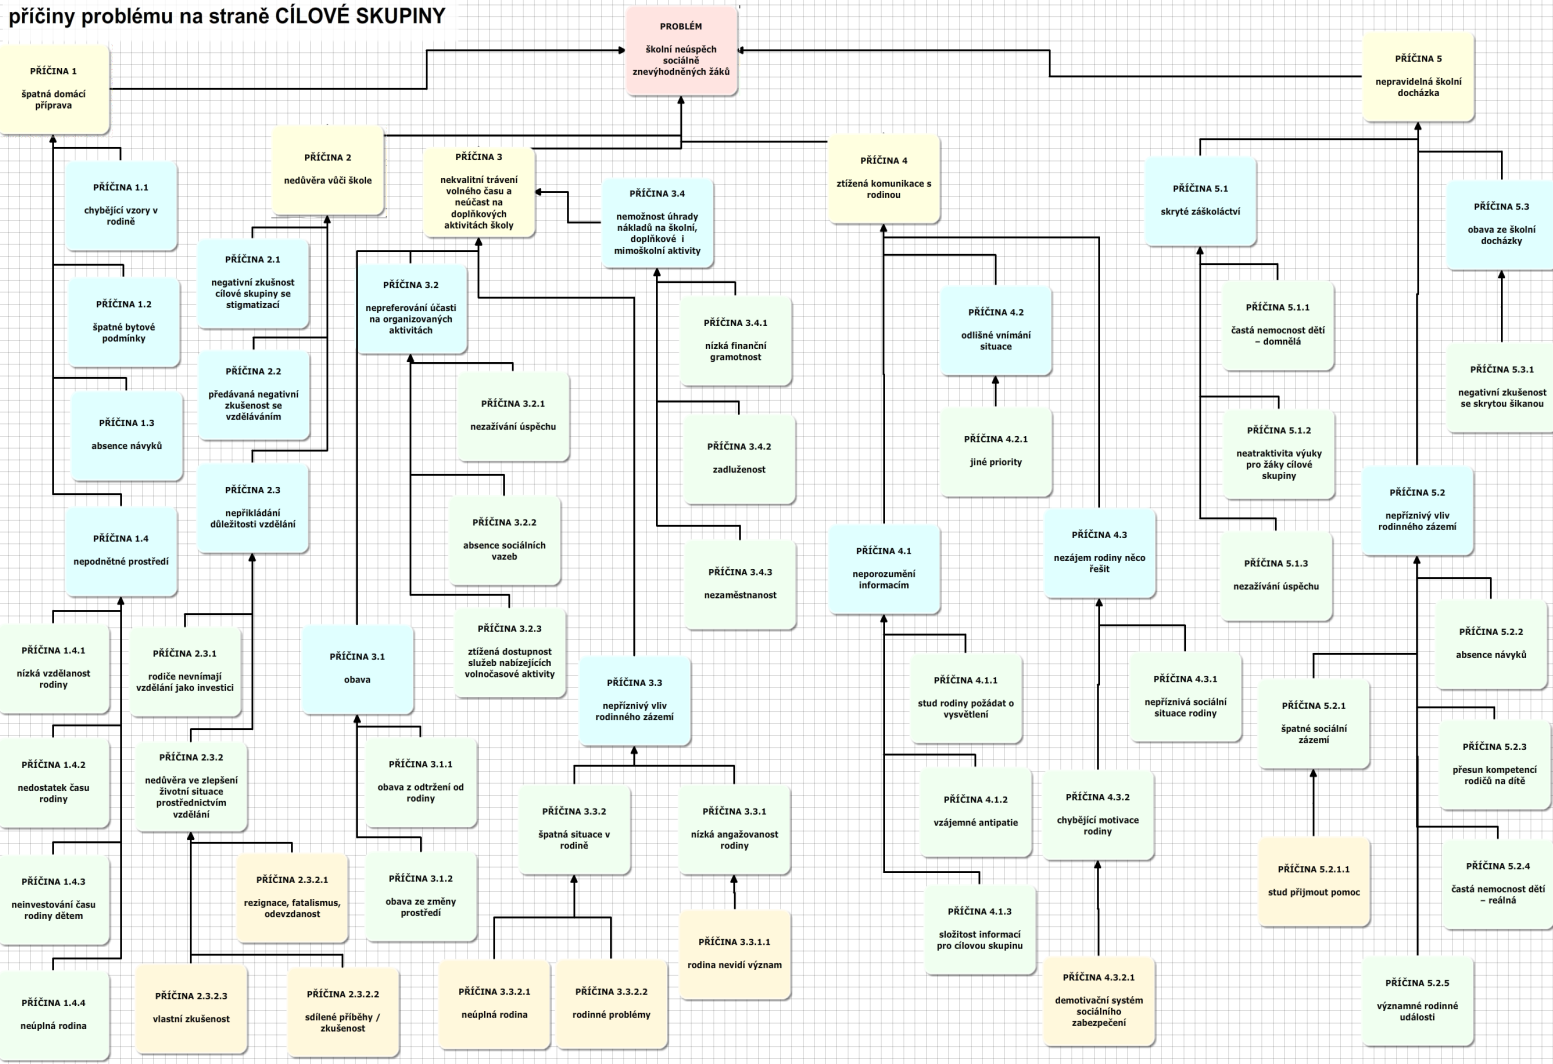 příčiny problému na straně CÍLOVÉ SKUPINY
PROBLÉM
školní neúspěch
sociálně
znevýhodněných žáků
PŘÍČINA 1
špatná domácí
příprava
PŘÍČINA 1.1
chybějící vzory v
rodině
PŘÍČINA 1.2
špatné bytové
podmínky
PŘÍČINA 1.3
absence návyků
PŘÍČINA 1.4
nepodnětné prostředí
PŘÍČINA 1.4.1
nízká vzdělanost
rodiny
PŘÍČINA 1.4.2
nedostatek času
rodiny
PŘÍČINA 1.4.3
neinvestování času
rodiny dětem
PŘÍČINA 1.4.4
neúplná rodina
PŘÍČINA 2
nedůvěra vůči škole
PŘÍČINA 2.1
negativní zkušnost
cílové skupiny se
stigmatizací
PŘÍČINA 2.2
předávaná negativní
zkušenost se
vzděláváním
PŘÍČINA 2.3
nepřikládání
důležitosti vzdělání
PŘÍČINA 2.3.1
rodiče nevnímají
vzdělání jako investici
PŘÍČINA 2.3.2
nedůvěra ve zlepšení
životní situace
prostřednictvím
vzdělání
PŘÍČINA 2.3.2.1
rezignace, fatalismus,
odevzdanost
PŘÍČINA 2.3.2.3
vlastní zkušenost
PŘÍČINA 2.3.2.2
sdílené příběhy /
zkušenost
PŘÍČINA 3
nekvalitní trávení
volného času a
neúčast na
doplňkových
aktivitách školy
PŘÍČINA 3.4
nemožnost úhrady
nákladů na školní,
doplňkové i
mimoškolní aktivity
PŘÍČINA 3.2
nepreferování účasti
na organizovaných
aktivitách
PŘÍČINA 3.2.1
nezažívání úspěchu
PŘÍČINA 3.2.2
absence sociálních
vazeb
PŘÍČINA 3.2.3
ztížená dostupnost
služeb nabízejících
volnočasové aktivity
PŘÍČINA 3.4.1
nízká finanční
gramotnost
PŘÍČINA 3.4.2
zadluženost
PŘÍČINA 3.4.3
nezaměstnanost
PŘÍČINA 3.1
obava
PŘÍČINA 3.1.1
obava z odtržení od
rodiny
PŘÍČINA 3.1.2
obava ze změny
prostředí
PŘÍČINA 3.3
nepříznivý vliv
rodinného zázemí
PŘÍČINA 3.3.2
špatná situace v
rodině
PŘÍČINA 3.3.1
nízká angažovanost
rodiny
PŘÍČINA 3.3.2.1
neúplná rodina
PŘÍČINA 3.3.2.2
rodinné problémy
PŘÍČINA 3.3.1.1
rodina nevidí význam
PŘÍČINA 4
ztížená komunikace s
rodinou
PŘÍČINA 4.2
odlišné vnímání
situace
PŘÍČINA 4.2.1
jiné priority
PŘÍČINA 4.1
neporozumění
informacím
PŘÍČINA 4.3
nezájem rodiny něco
řešit
PŘÍČINA 4.1.1
stud rodiny požádat o
vysvětlení
PŘÍČINA 4.1.2
vzájemné antipatie
PŘÍČINA 4.1.3
složitost informací
pro cílovou skupinu
PŘÍČINA 4.3.1
nepříznivá sociální
situace rodiny
PŘÍČINA 4.3.2
chybějící motivace
rodiny
PŘÍČINA 4.3.2.1
demotivační systém
sociálního
zabezpečení
PŘÍČINA 5
nepravidelná školní
docházka
PŘÍČINA 5.1
skryté záškoláctví
PŘÍČINA 5.3
obava ze školní
docházky
PŘÍČINA 5.1.1
častá nemocnost dětí
– domnělá
PŘÍČINA 5.1.2
neatraktivita výuky
pro žáky cílové
skupiny
PŘÍČINA 5.1.3
nezažívání úspěchu
PŘÍČINA 5.3.1
negativní zkušenost
se skrytou šikanou
PŘÍČINA 5.2
nepříznivý vliv
rodinného zázemí
PŘÍČINA 5.2.1
špatné sociální
zázemí
PŘÍČINA 5.2.1.1
stud přijmout pomoc
PŘÍČINA 5.2.2
absence návyků
PŘÍČINA 5.2.3
přesun kompetencí
rodičů na dítě
PŘÍČINA 5.2.4
častá nemocnost dětí
– reálná
PŘÍČINA 5.2.5
významné rodinné
události